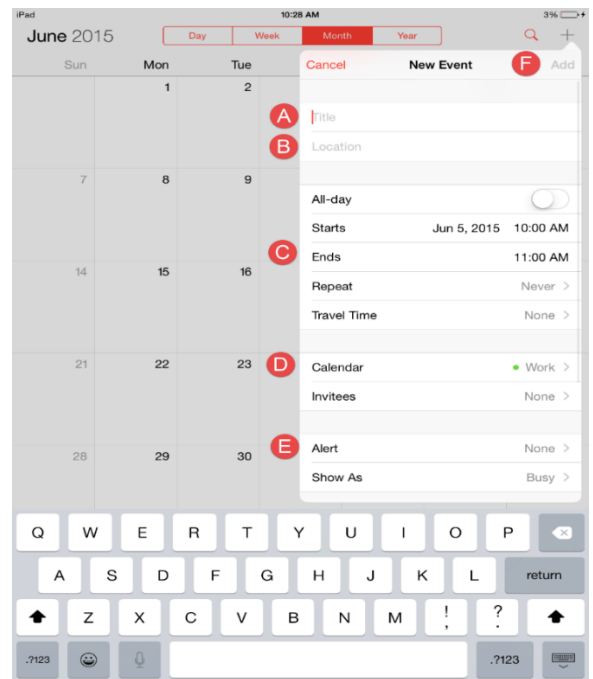 iPad 10:28 AM 3%
June 2015 Day Week Month Year
Sun Mon Tue Cancel New Event F Add
1 2
A Title
B Location
7 8 9
All-day
Starts Jun 5, 2015 10:00 AM
C Ends 11:00 AM
14 15 16
Repeat Never >
Travel Time None >
21 22 23 D Calendar Work >
Invitees None >
28 29 30 E Alert None >
Show As Busy >
Q W E R T Y U I O P
A S D F G H J K L return
Z X C V B N M ! , ? .
.?123 .?123